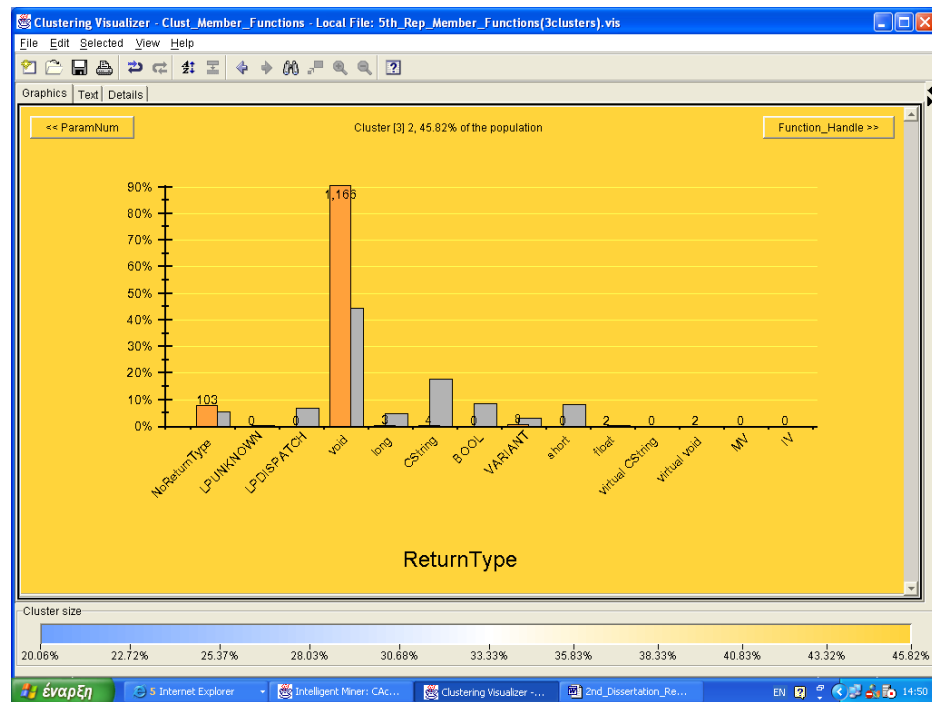 Clustering Visualizer - Clust_Member_Functions - Local File: 5th_Rep_Member_Functions(3clusters).vis
File Edit Selected View Help
Graphics Text Details
<< ParamNum
Cluster [3] 2, 45.82% of the population
Function_Handle >>
90%
80%
70%
60%
50%
40%
30%
20%
10%
0%
103 0 0 1,166 3 4 0 8 0 2 0 2 0 0
NoReturnType LPUNKNOWN LPDISPATCH void long CString BOOL VARIANT short float virtual CString virtual void MV IV
ReturnType
Cluster size
20.06% 22.72% 25.37% 28.03% 30.68% 33.33% 35.83% 38.33% 40.83% 43.32% 45.82%
έναρξη 5 Internet Explorer Intelligent Miner: CAc... Clustering Visualizer -... 2nd_Dissertation_Re... EN 14:50